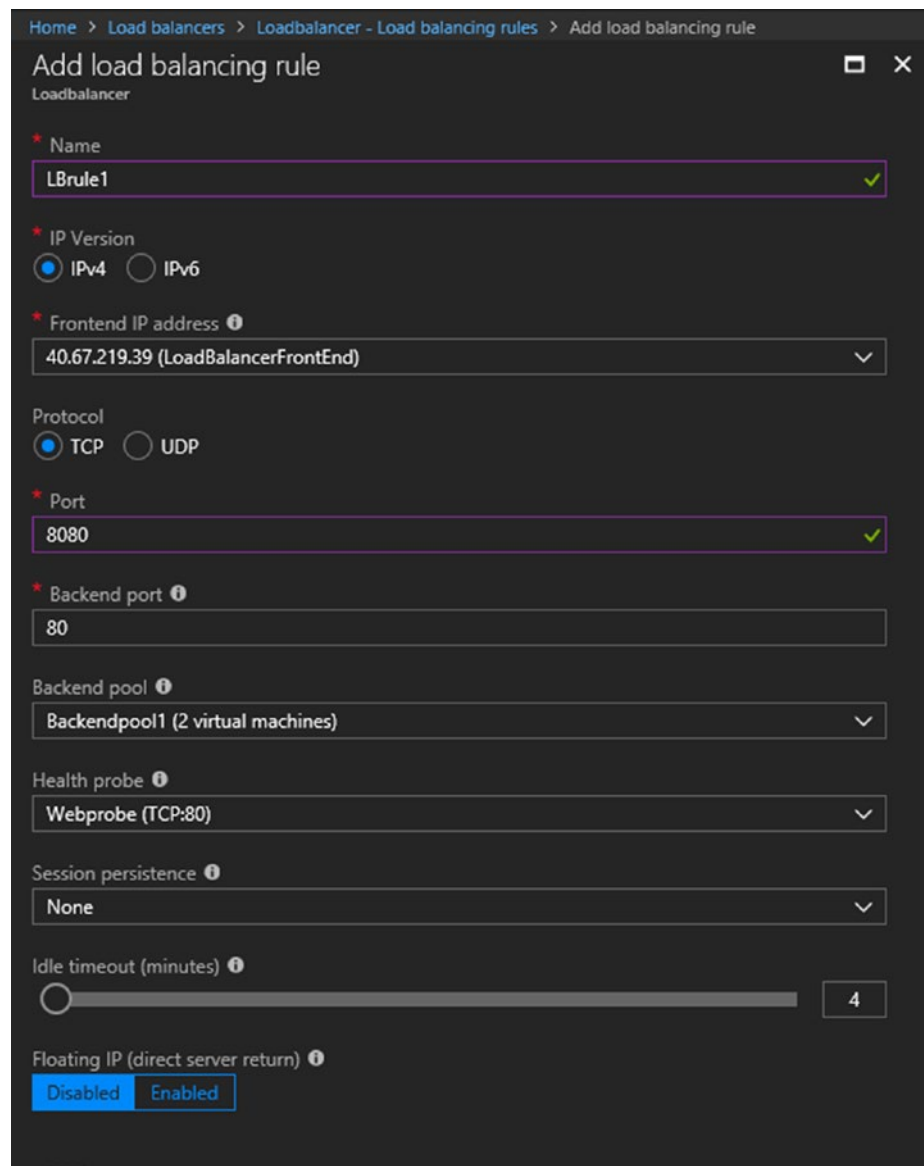 Home > Load balancers > Loadbalancer - Load balancing rules > Add load balancing rule
Add load balancing rule
Loadbalancer
* Name
LBrule1
* IP Version
IPv4 IPv6
* Frontend IP address
40.67.219.39 (LoadBalancerFrontEnd)
Protocol
TCP UDP
* Port
8080
* Backend port
80
Backend pool
Backendpool1 (2 virtual machines)
Health probe
Webprobe (TCP:80)
Session persistence
None
Idle timeout (minutes)
4
Floating IP (direct server return)
Disabled Enabled